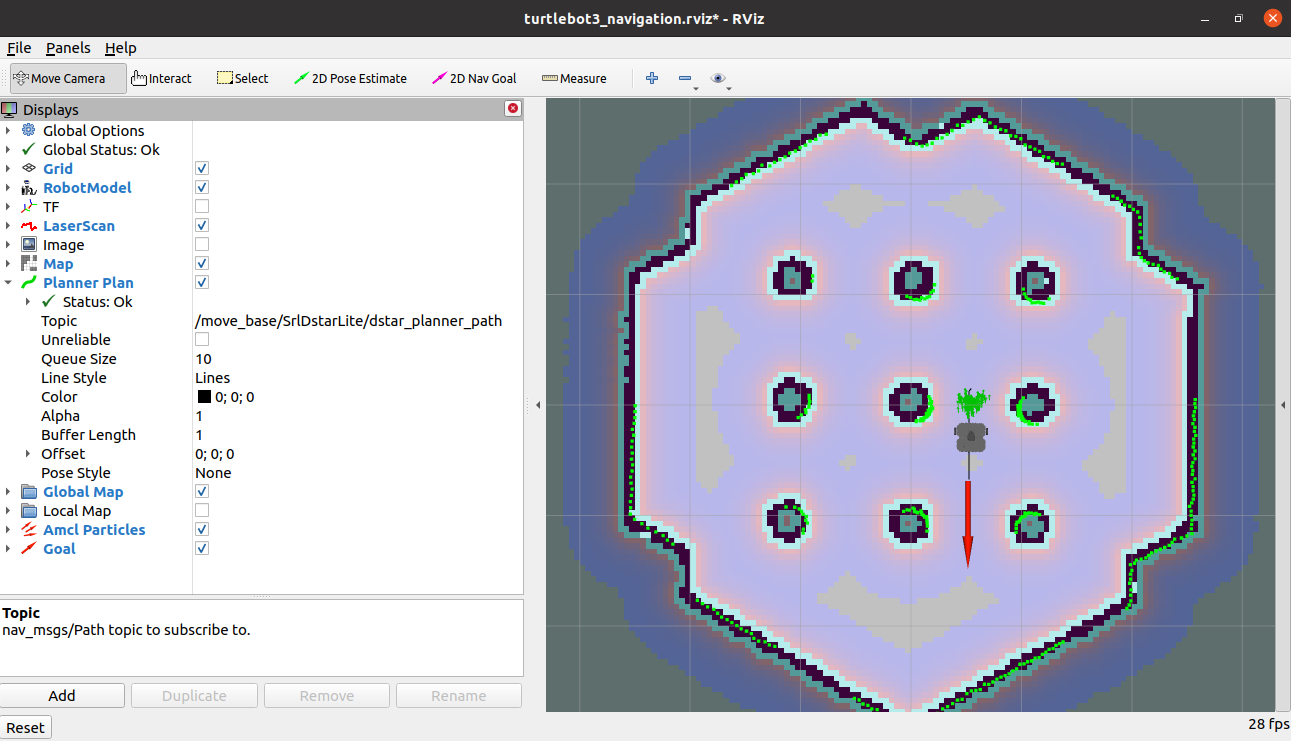 turtlebot3_navigation.rviz* - RViz
File Panels Help
Move Camera Interact Select 2D Pose Estimate 2D Nav Goal Measure
Displays
Global Options
Global Status: Ok
Grid
RobotModel
TF
LaserScan
Image
Map
Planner Plan
Status: Ok
Topic /move_base/SrlDstarLite/dstar_planner_path
Unreliable
Queue Size 10
Line Style Lines
Color 0; 0; 0
Alpha 1
Buffer Length 1
Offset 0; 0; 0
Pose Style None
Global Map
Local Map
Amcl Particles
Goal
Topic
nav_msgs/Path topic to subscribe to.
Add Duplicate Remove Rename
Reset 28 fps